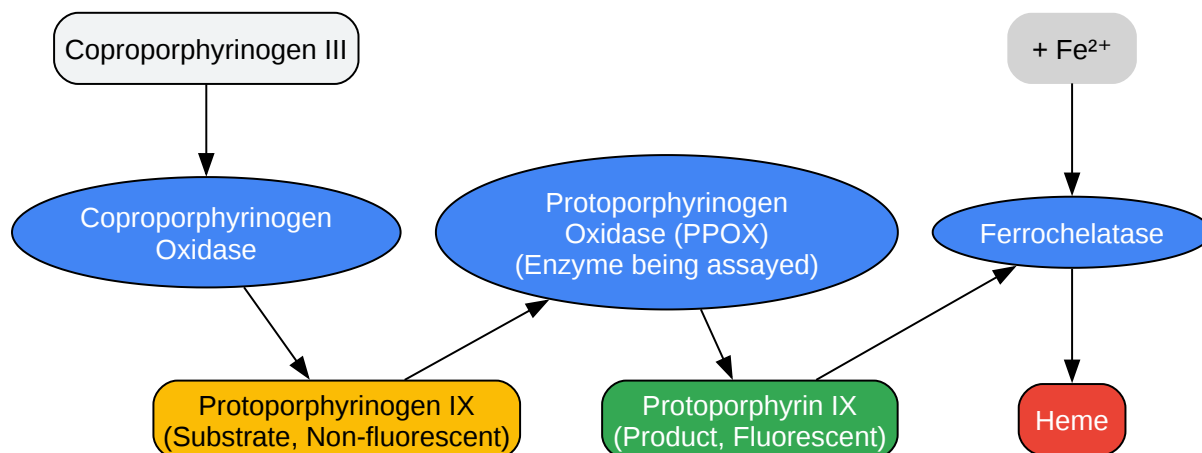 Coproporphyrinogen III
+ Fe²⁺
Coproporphyrinogen
Oxidase
Protoporphyrinogen
Oxidase (PPOX)
(Enzyme being assayed)
Ferrochelatase
Protoporphyrinogen IX
(Substrate, Non-fluorescent)
Protoporphyrin IX
(Product, Fluorescent)
Heme